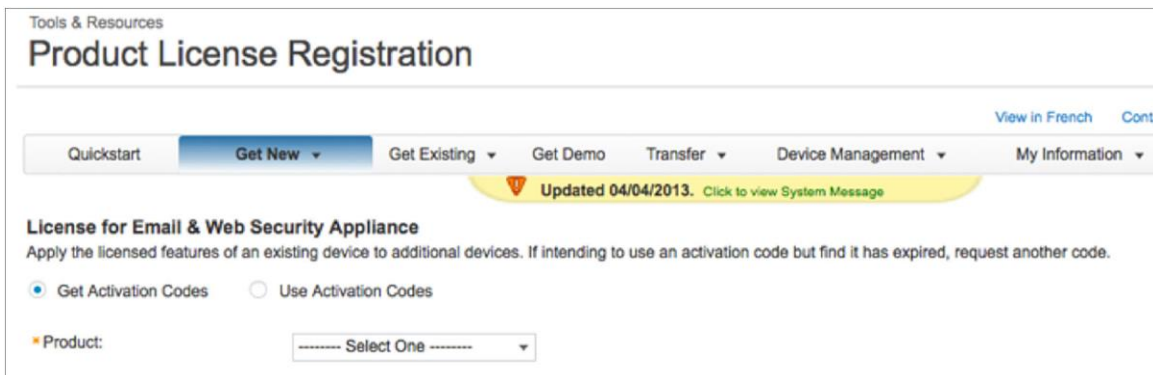 Tools & Resources
Product License Registration
View in French Cont
Quickstart Get New Get Existing Get Demo Transfer Device Management My Information
Updated 04/04/2013. Click to view System Message
License for Email & Web Security Appliance
Apply the licensed features of an existing device to additional devices. If intending to use an activation code but find it has expired, request another code.
Get Activation Codes Use Activation Codes
* Product: -------- Select One --------